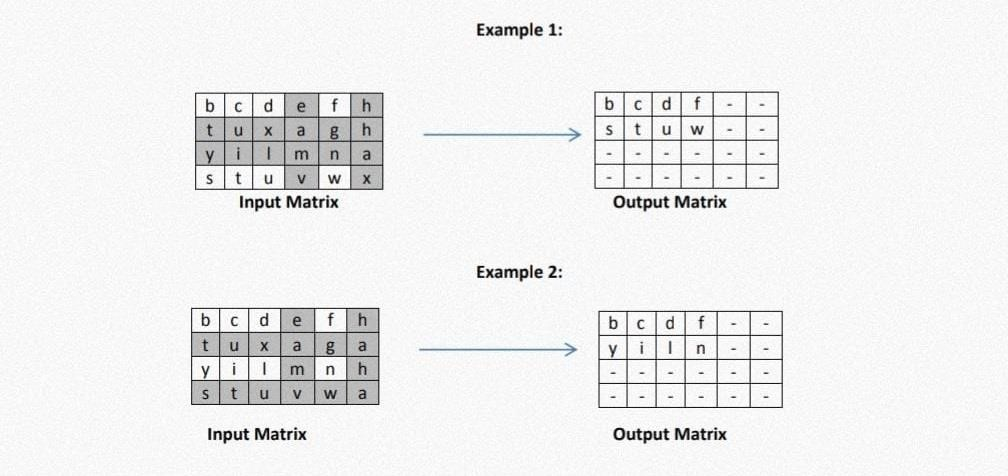 Example 1:
b c d e f h
t u x a g h
y i l m n a
s t u v w x
Input Matrix
b c d f - -
s t u w - -
- - - - - -
- - - - - -
Output Matrix
Example 2:
b c d e f h
t u x a g a
y i l m n h
s t u v w a
Input Matrix
b c d f - -
y i l n - -
- - - - - -
- - - - - -
Output Matrix